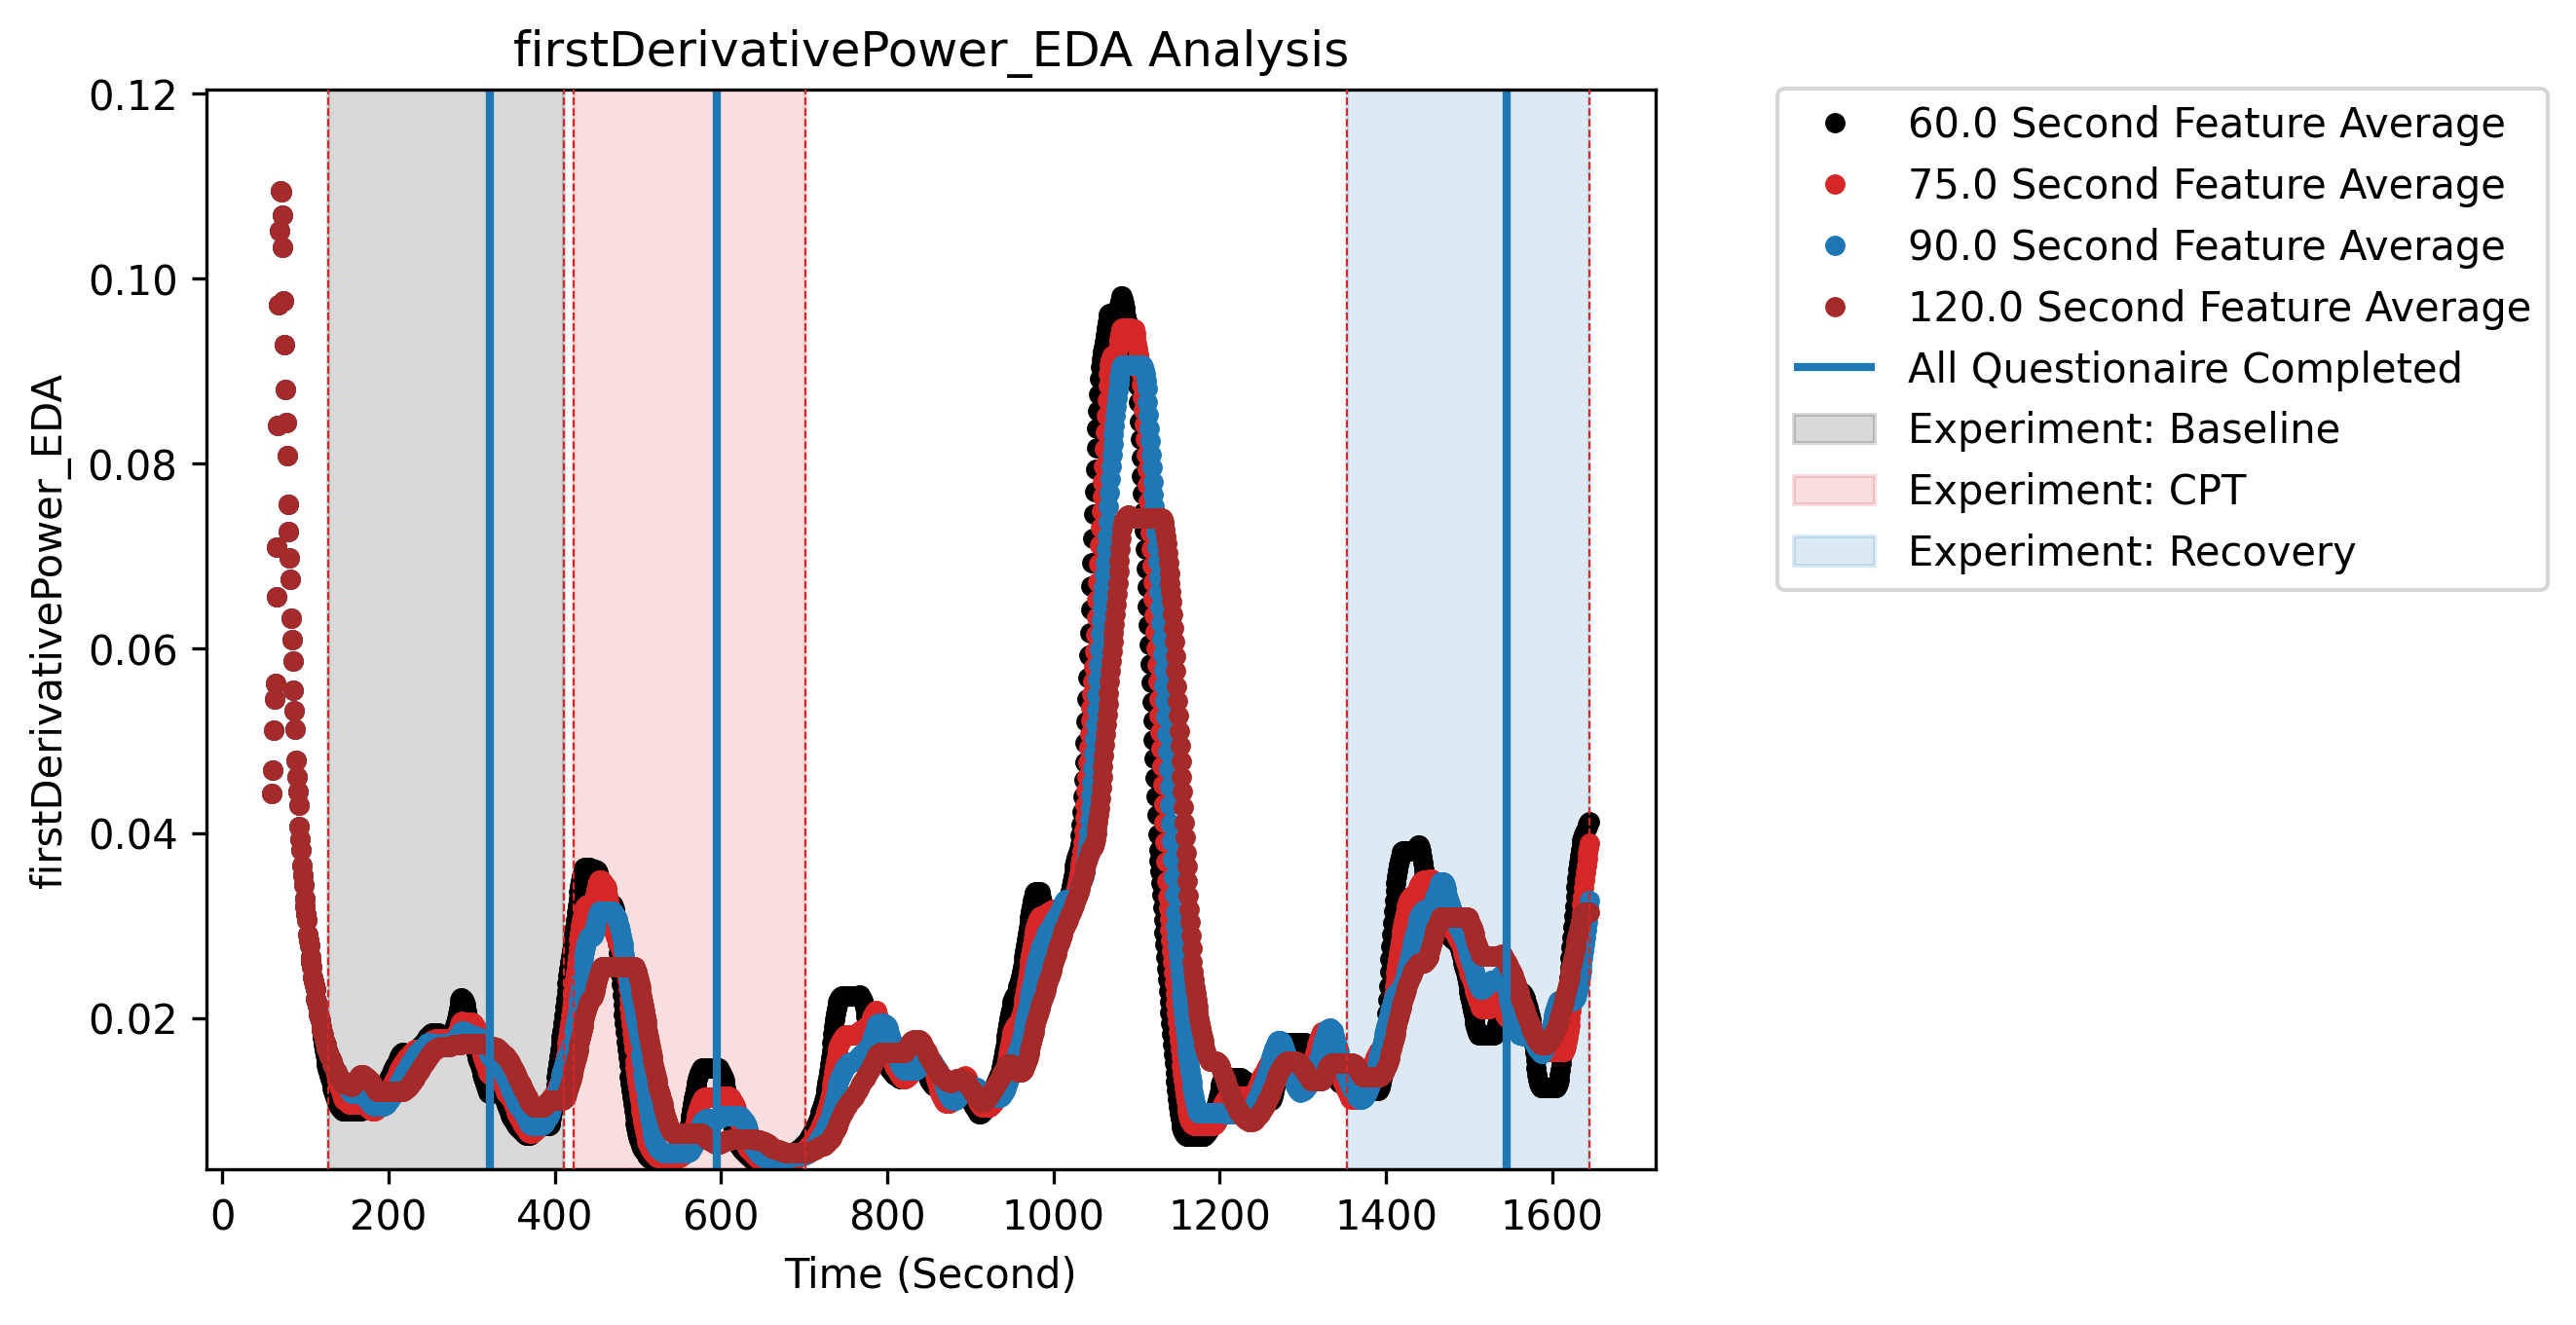 firstDerivativePower_EDA Analysis
firstDerivativePower_EDA
0.12
0.10
0.08
0.06
0.04
0.02
0 200 400 600 800 1000 1200 1400 1600
Time (Second)
60.0 Second Feature Average
75.0 Second Feature Average
90.0 Second Feature Average
120.0 Second Feature Average
All Questionaire Completed
Experiment: Baseline
Experiment: CPT
Experiment: Recovery